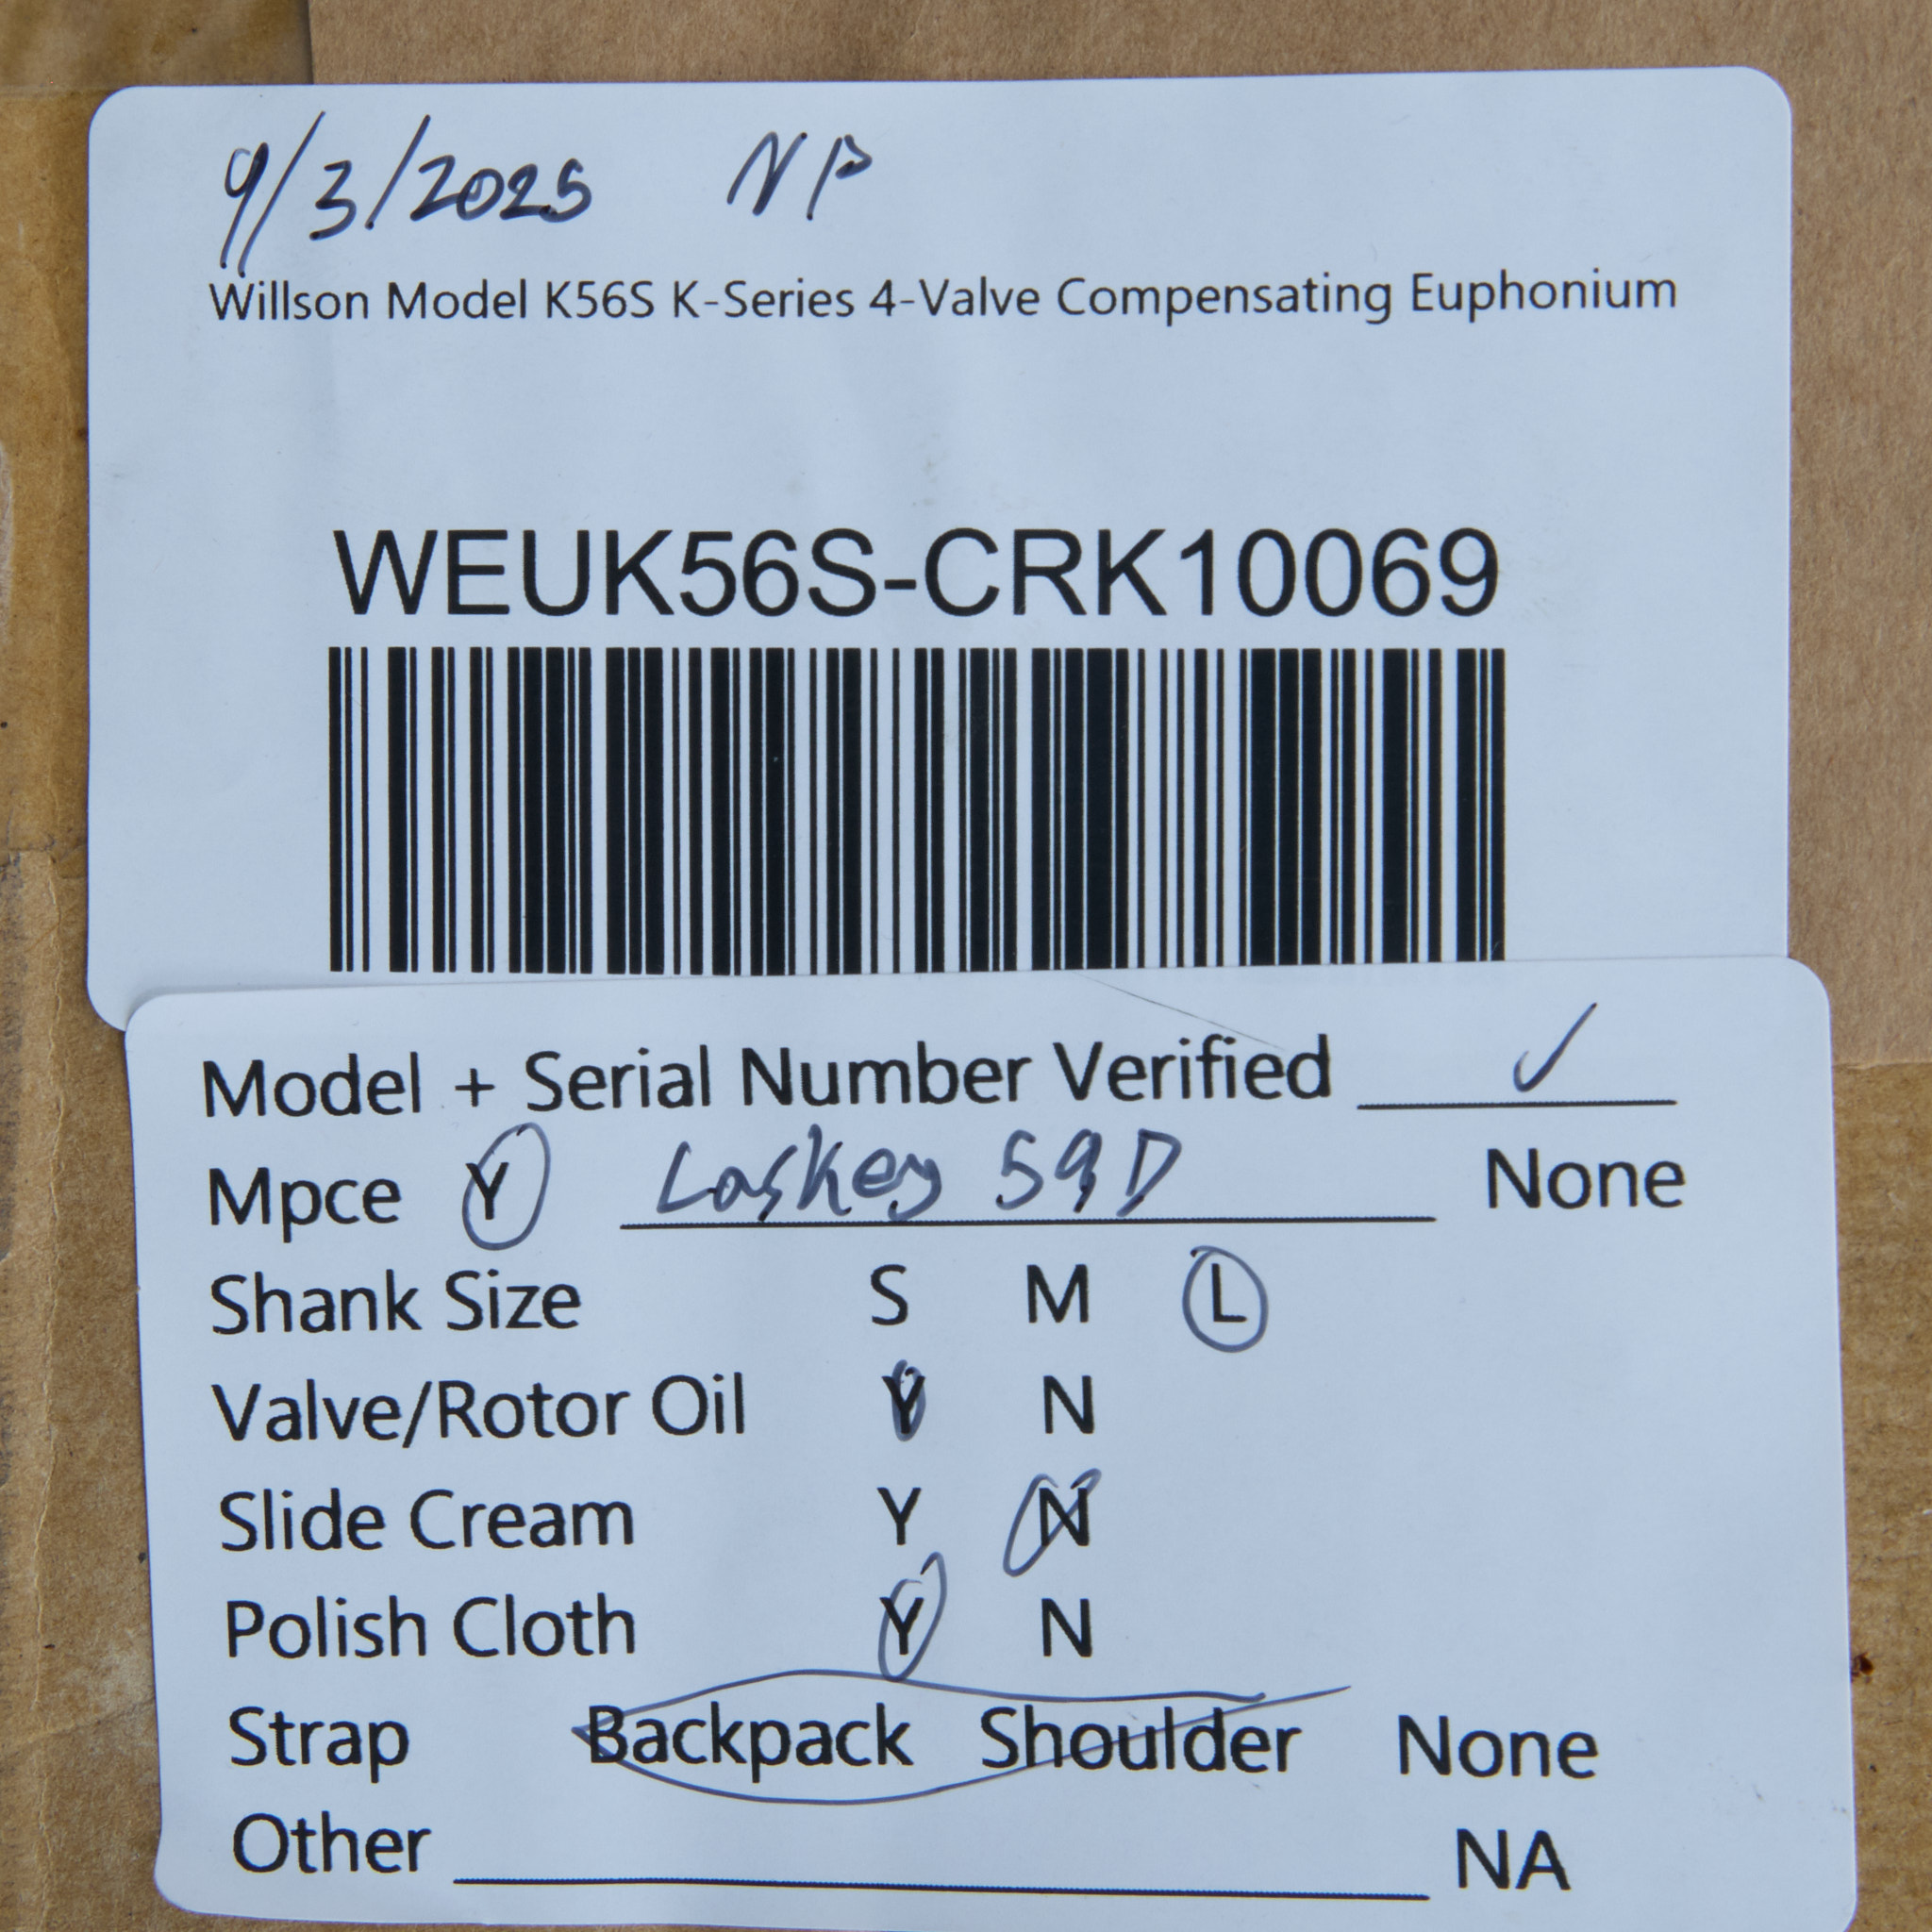 9/3/2025 NP
Willson Model K56S K-Series 4-Valve Compensating Euphonium
WEUK56S-CRK10069
Model + Serial Number Verified ✓
Mpce Y Laskey 59D None
Shank Size S M L
Valve/Rotor Oil Y N
Slide Cream Y N
Polish Cloth Y N
Strap Backpack Shoulder None
Other NA